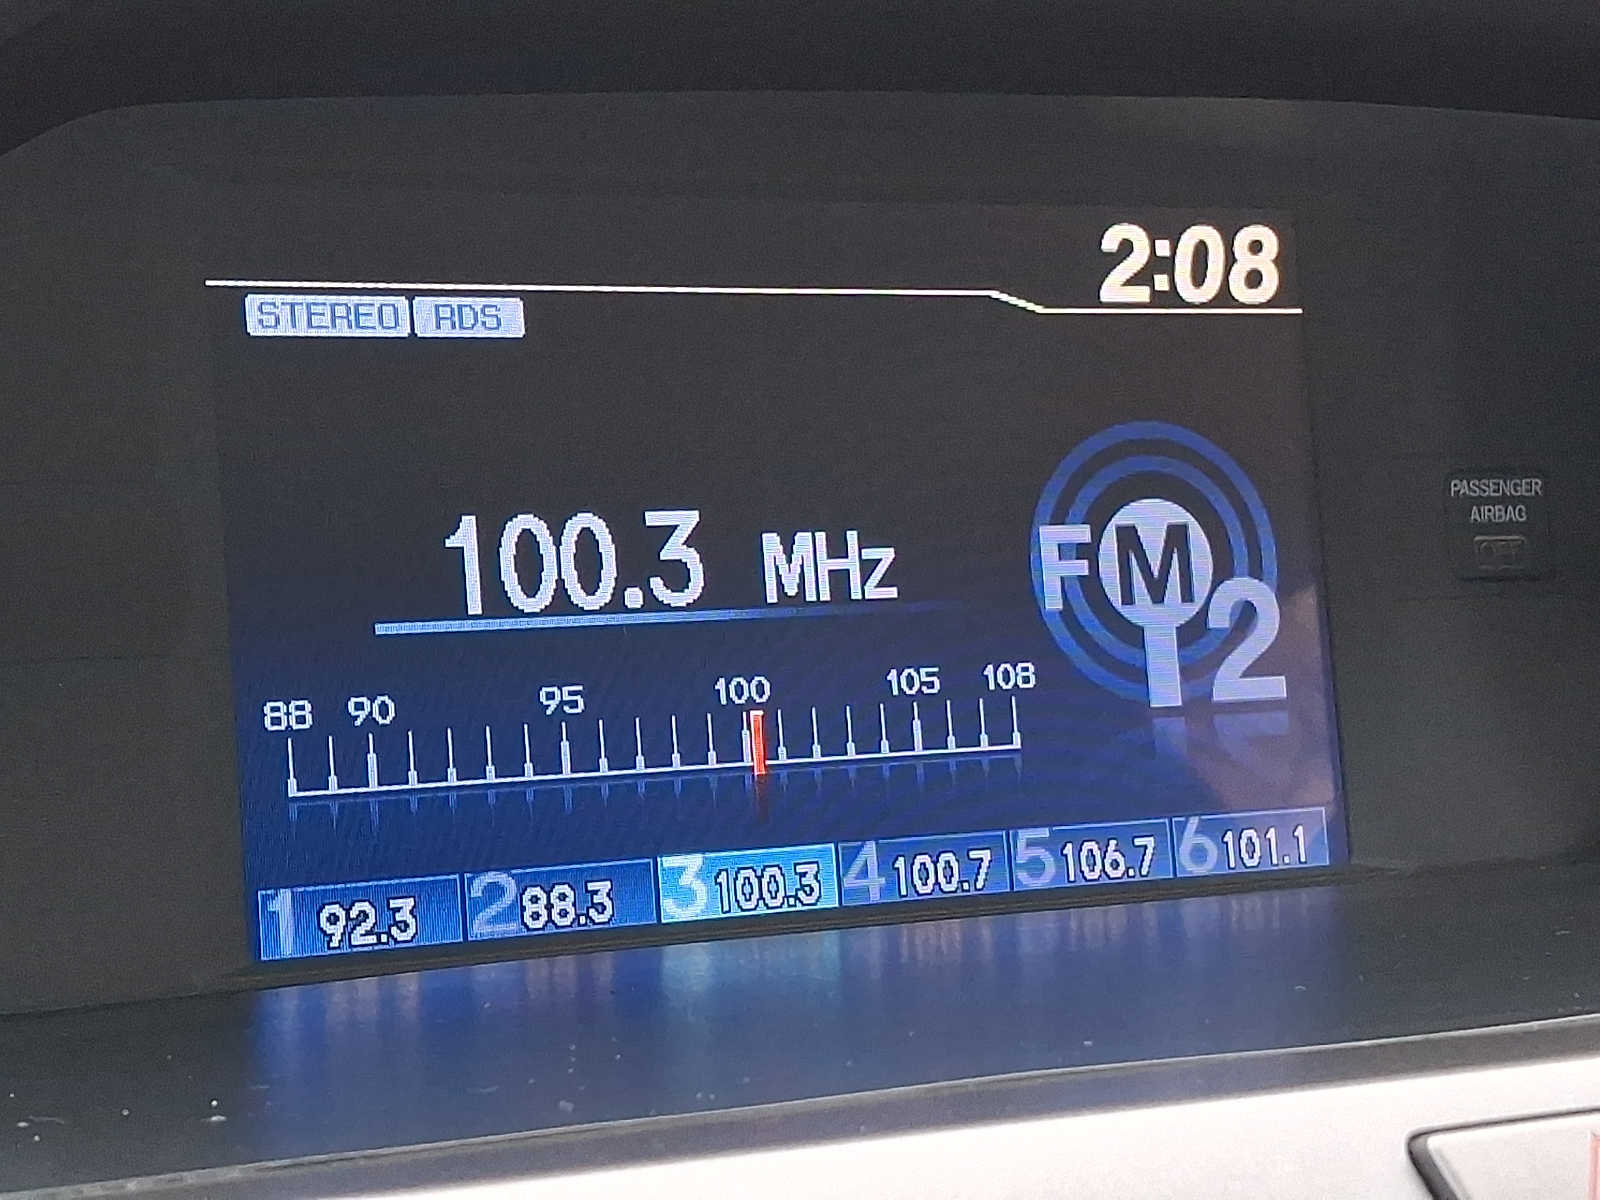 2:08
STEREO RDS
100.3 MHz
FM 2
88 90 95 100 105 108
1 92.3 2 88.3 3 100.3 4 100.7 5 106.7 6 101.1
PASSENGER
AIRBAG